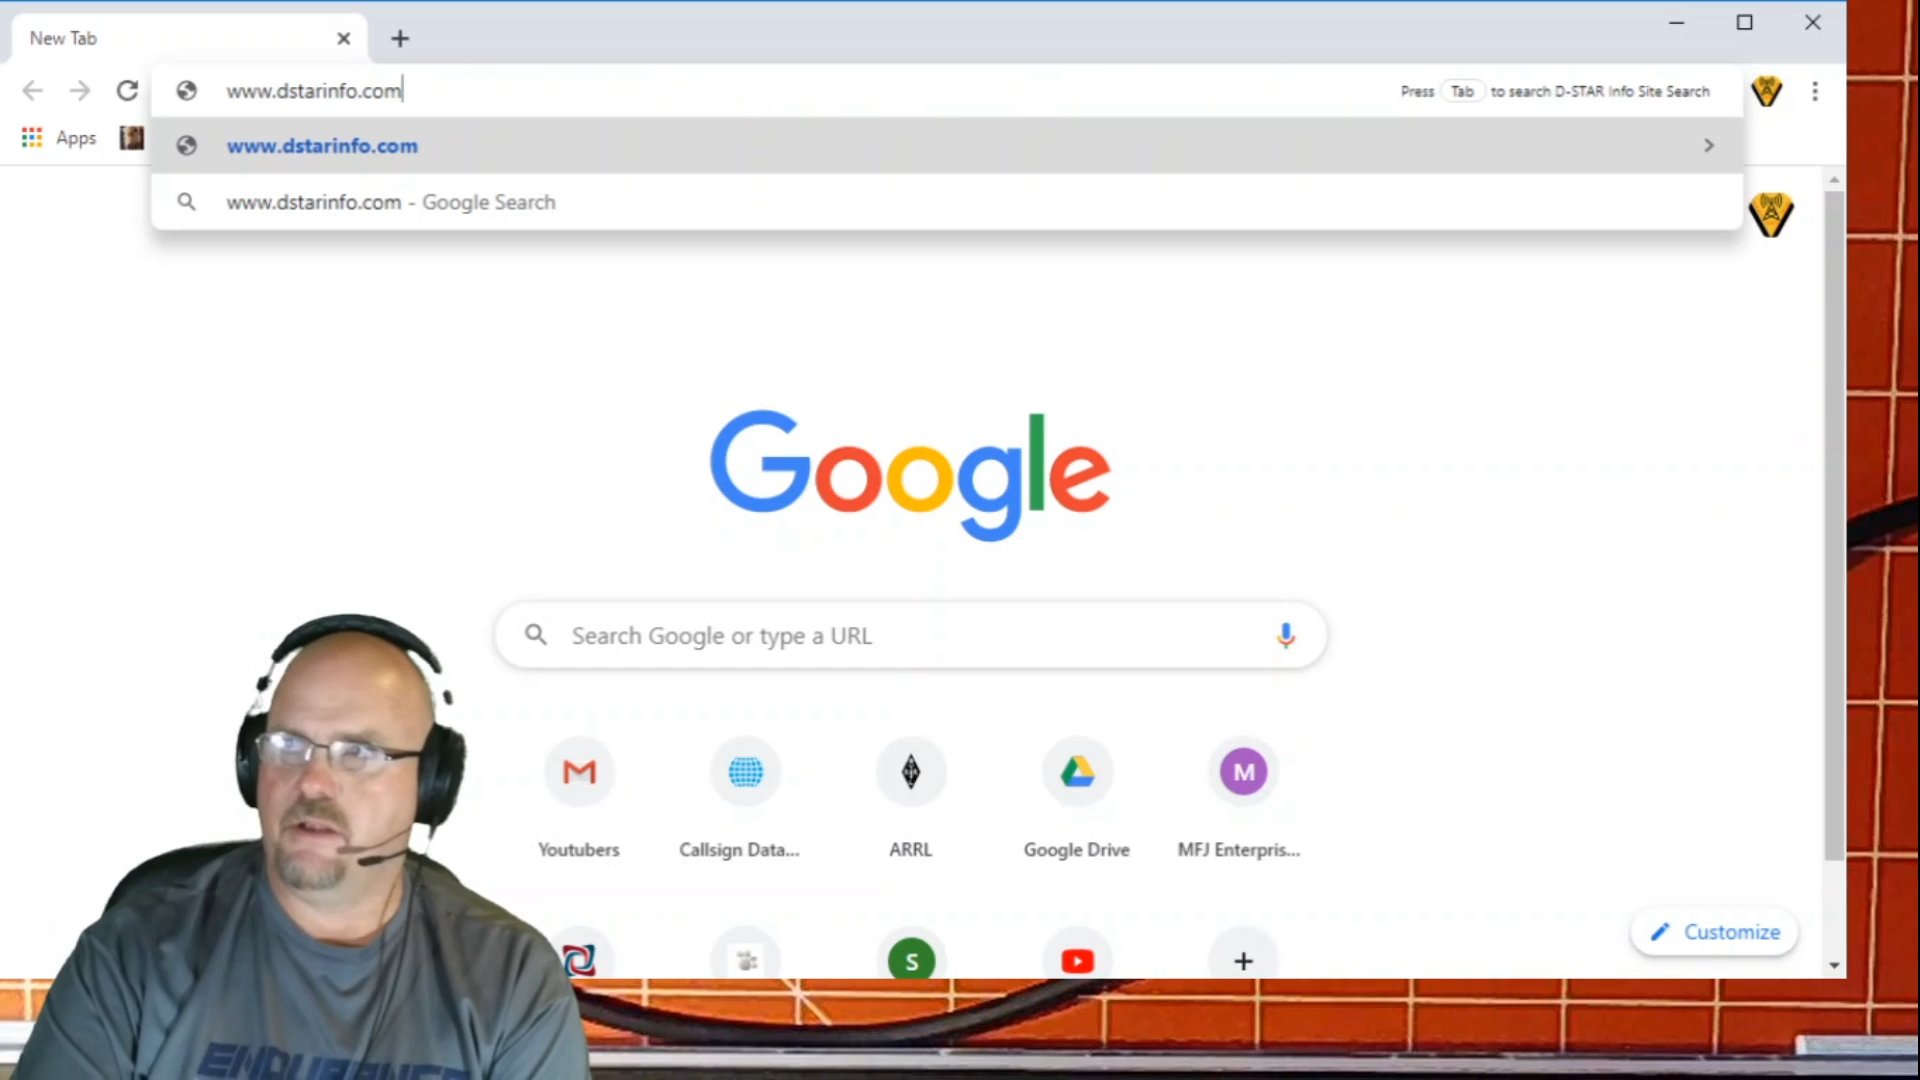 New Tab
www.dstarinfo.com
Press Tab to search D-STAR Info Site Search
Apps
www.dstarinfo.com
www.dstarinfo.com - Google Search
Google
Search Google or type a URL
M
Youtubers
Callsign Data...
ARRL
Google Drive
MFJ Enterpris...
Customize
S
ENDURANCE